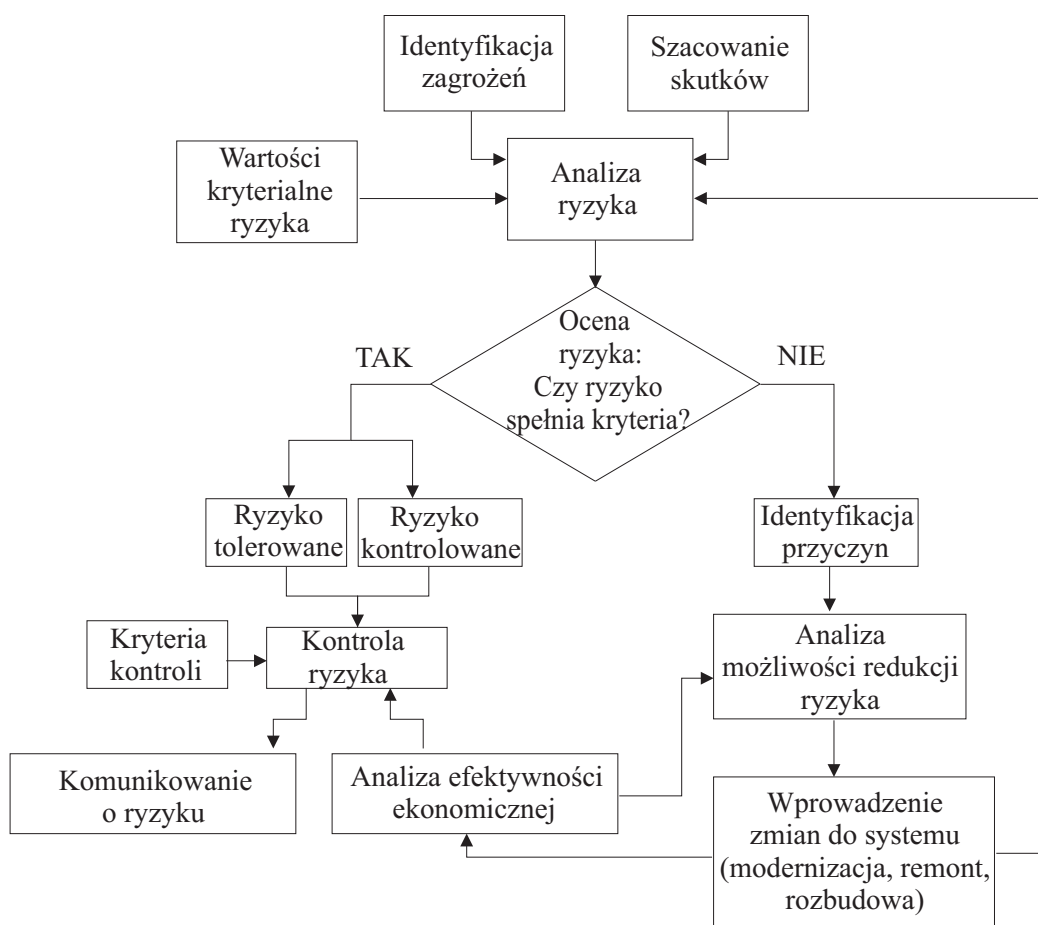 Identyfikacja
zagrożeń
Szacowanie
skutków
Wartości
kryterialne
ryzyka
Analiza
ryzyka
TAK
Ocena
ryzyka:
Czy ryzyko
spełnia kryteria?
NIE
Ryzyko
tolerowane
Ryzyko
kontrolowane
Identyfikacja
przyczyn
Kryteria
kontroli
Kontrola
ryzyka
Analiza
możliwości redukcji
ryzyka
Komunikowanie
o ryzyku
Analiza efektywności
ekonomicznej
Wprowadzenie
zmian do systemu
(modernizacja, remont,
rozbudowa)